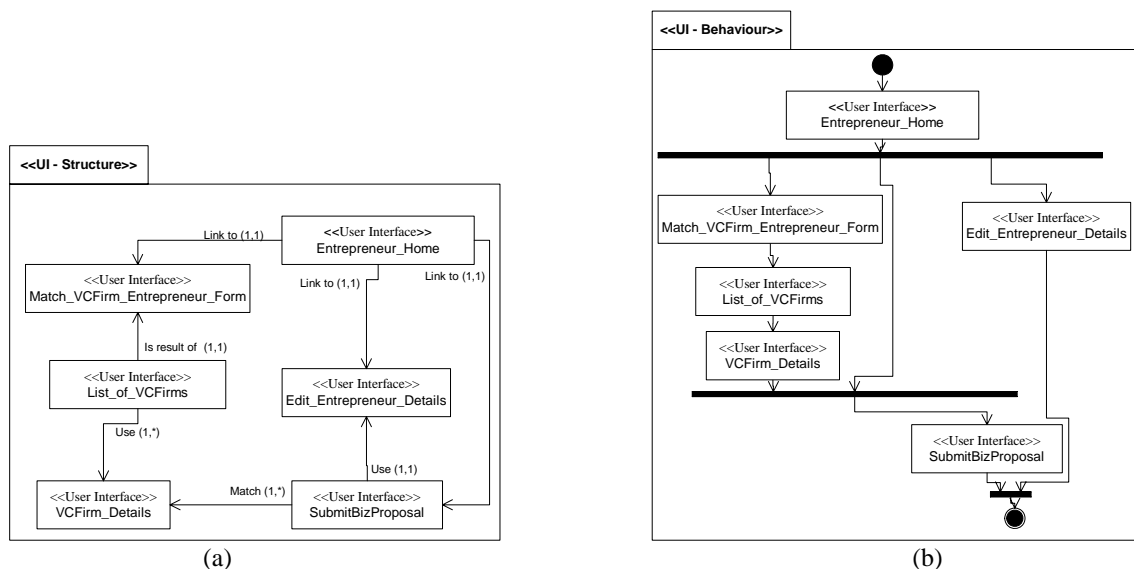 <<UI - Structure>>
<<User Interface>>
Entrepreneur_Home
Link to (1,1)
Link to (1,1)
Link to (1,1)
<<User Interface>>
Match_VCFirm_Entrepreneur_Form
Is result of (1,1)
<<User Interface>>
List_of_VCFirms
<<User Interface>>
Edit_Entrepreneur_Details
Use (1,*)
Use (1,1)
<<User Interface>>
VCFirm_Details
Match (1,*)
<<User Interface>>
SubmitBizProposal
(a)
<<UI - Behaviour>>
<<User Interface>>
Entrepreneur_Home
<<User Interface>>
Match_VCFirm_Entrepreneur_Form
<<User Interface>>
Edit_Entrepreneur_Details
<<User Interface>>
List_of_VCFirms
<<User Interface>>
VCFirm_Details
<<User Interface>>
SubmitBizProposal
(b)